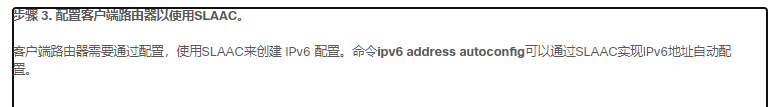 步骤 3. 配置客户端路由器以使用SLAAC。
客户端路由器需要通过配置，使用SLAAC来创建 IPv6 配置。命令ipv6 address autoconfig可以通过SLAAC实现IPv6地址自动配
置。